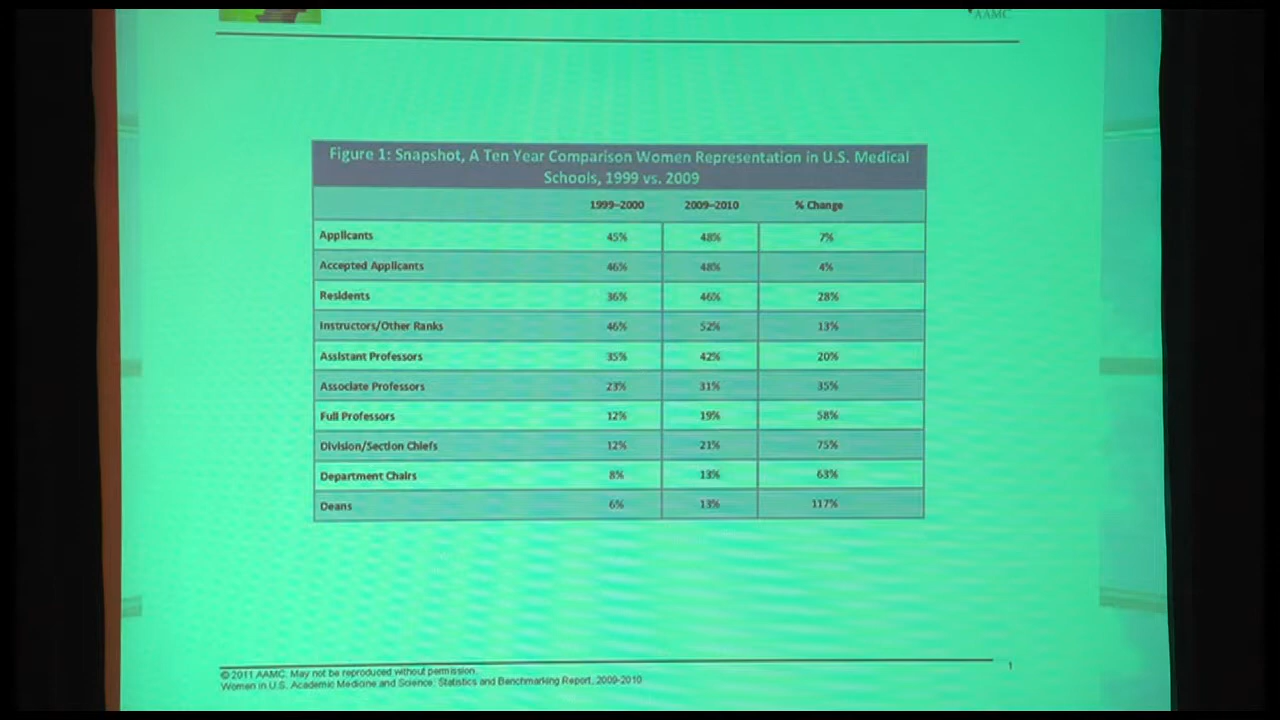 AAMC
Figure 1: Snapshot, A Ten Year Comparison Women Representation in U.S. Medical
Schools, 1999 vs. 2009
1999–2000 2009–2010 % Change
Applicants 45% 48% 7%
Accepted Applicants 46% 48% 4%
Residents 36% 46% 28%
Instructors/Other Ranks 46% 52% 13%
Assistant Professors 35% 42% 20%
Associate Professors 23% 31% 35%
Full Professors 12% 19% 58%
Division/Section Chiefs 12% 21% 75%
Department Chairs 8% 13% 63%
Deans 6% 13% 117%
1
© 2011 AAMC. May not be reproduced without permission.
Women in U.S. Academic Medicine and Science: Statistics and Benchmarking Report, 2009-2010